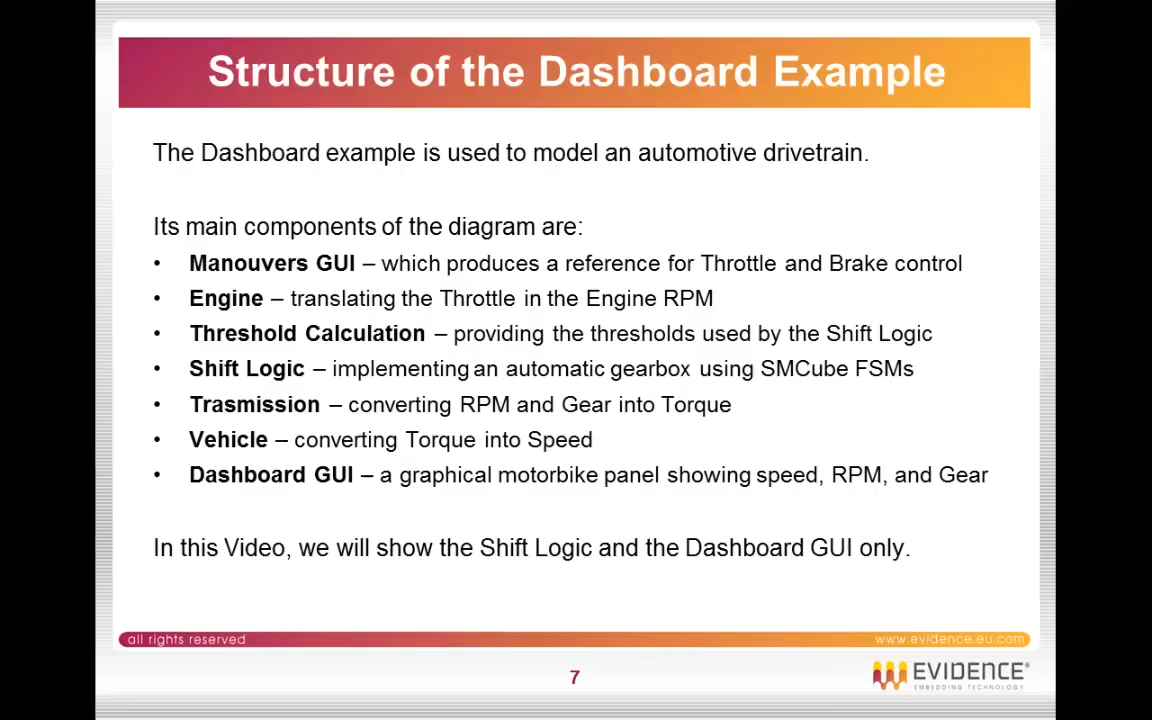 Structure of the Dashboard Example
The Dashboard example is used to model an automotive drivetrain.
Its main components of the diagram are:
• Manouvers GUI – which produces a reference for Throttle and Brake control
• Engine – translating the Throttle in the Engine RPM
• Threshold Calculation – providing the thresholds used by the Shift Logic
• Shift Logic – implementing an automatic gearbox using SMCube FSMs
• Trasmission – converting RPM and Gear into Torque
• Vehicle – converting Torque into Speed
• Dashboard GUI – a graphical motorbike panel showing speed, RPM, and Gear
In this Video, we will show the Shift Logic and the Dashboard GUI only.
all rights reserved
www.evidence.eu.com
7
EVIDENCE®
EMBEDDING TECHNOLOGY